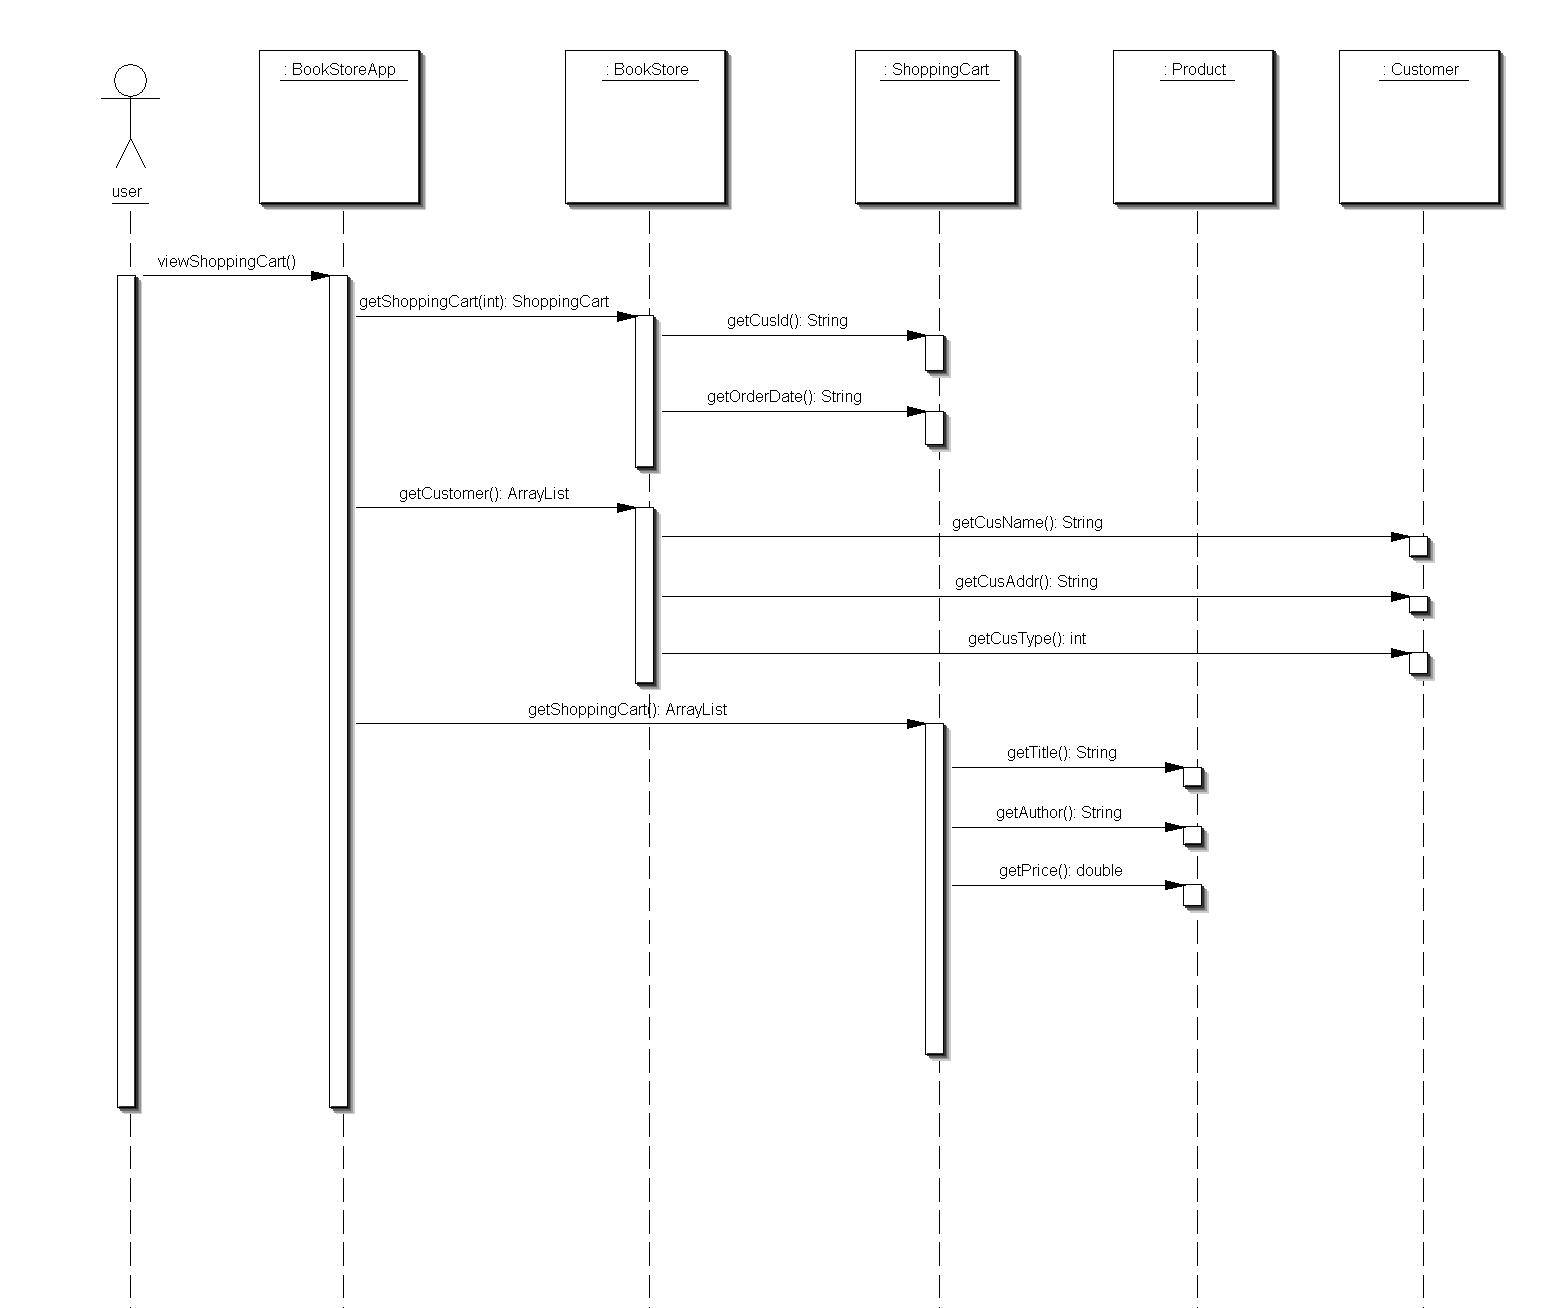 : BookStoreApp
: BookStore
: ShoppingCart
: Product
: Customer
user
viewShoppingCart()
getShoppingCart(int): ShoppingCart
getCusId(): String
getOrderDate(): String
getCustomer(): ArrayList
getCusName(): String
getCusAddr(): String
getCusType(): int
getShoppingCart(): ArrayList
getTitle(): String
getAuthor(): String
getPrice(): double